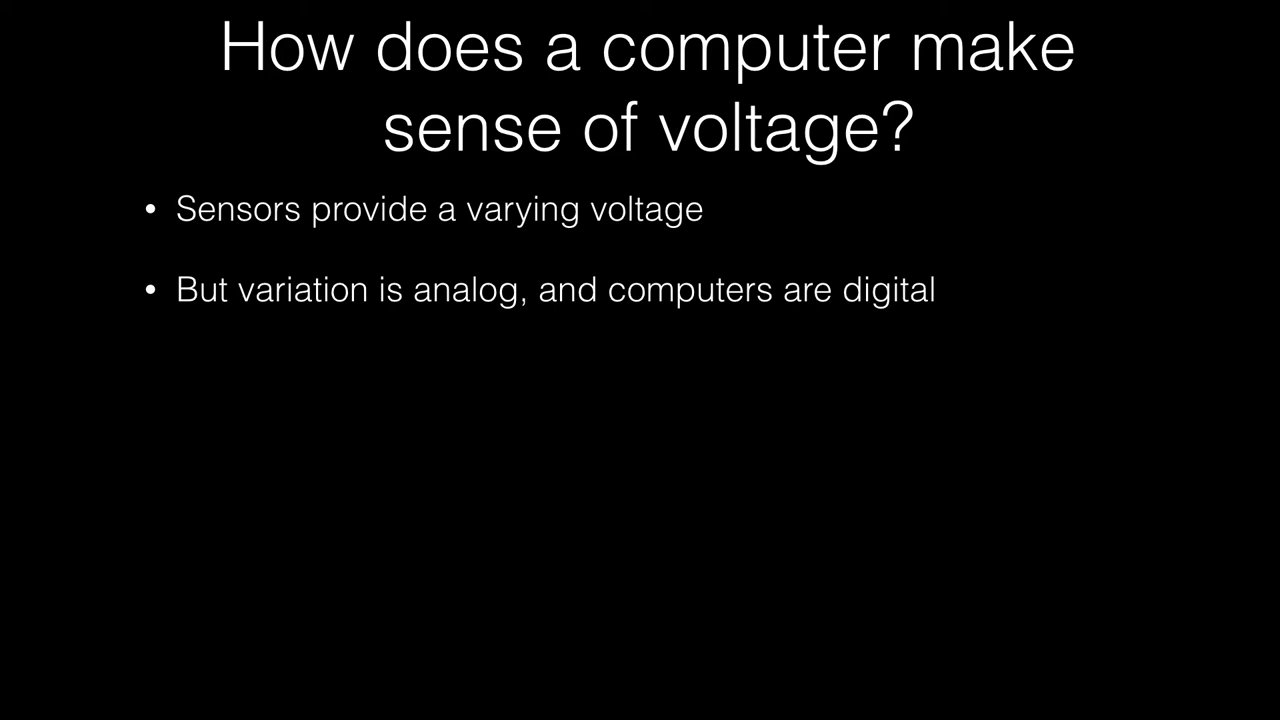 How does a computer make
sense of voltage?
• Sensors provide a varying voltage
• But variation is analog, and computers are digital